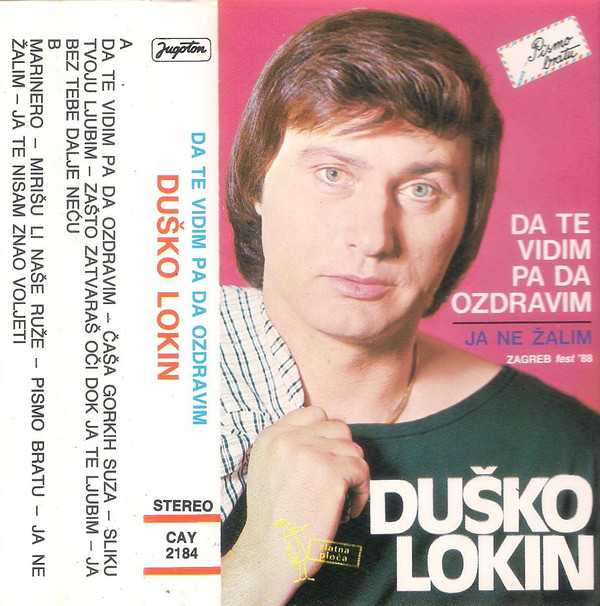 A
DA TE VIDIM PA DA OZDRAVIM – ČAŠA GORKIH SUZA – SLIKU
TVOJU LJUBIM – ZAŠTO ZATVARAŠ OČI DOK JA TE LJUBIM – JA
BEZ TEBE DALJE NEĆU
B
MARINERO – MIRIŠU LI NAŠE RUŽE – PISMO BRATU – JA NE
ŽALIM – JA TE NISAM ZNAO VOLJETI
Jugoton
DA TE VIDIM PA DA OZDRAVIM
DUŠKO LOKIN
STEREO
CAY
2184
Pismo
bratu
DA TE
VIDIM
PA DA
OZDRAVIM
JA NE ŽALIM
ZAGREB fest '88
DUŠKO
LOKIN
zlatna
ploča